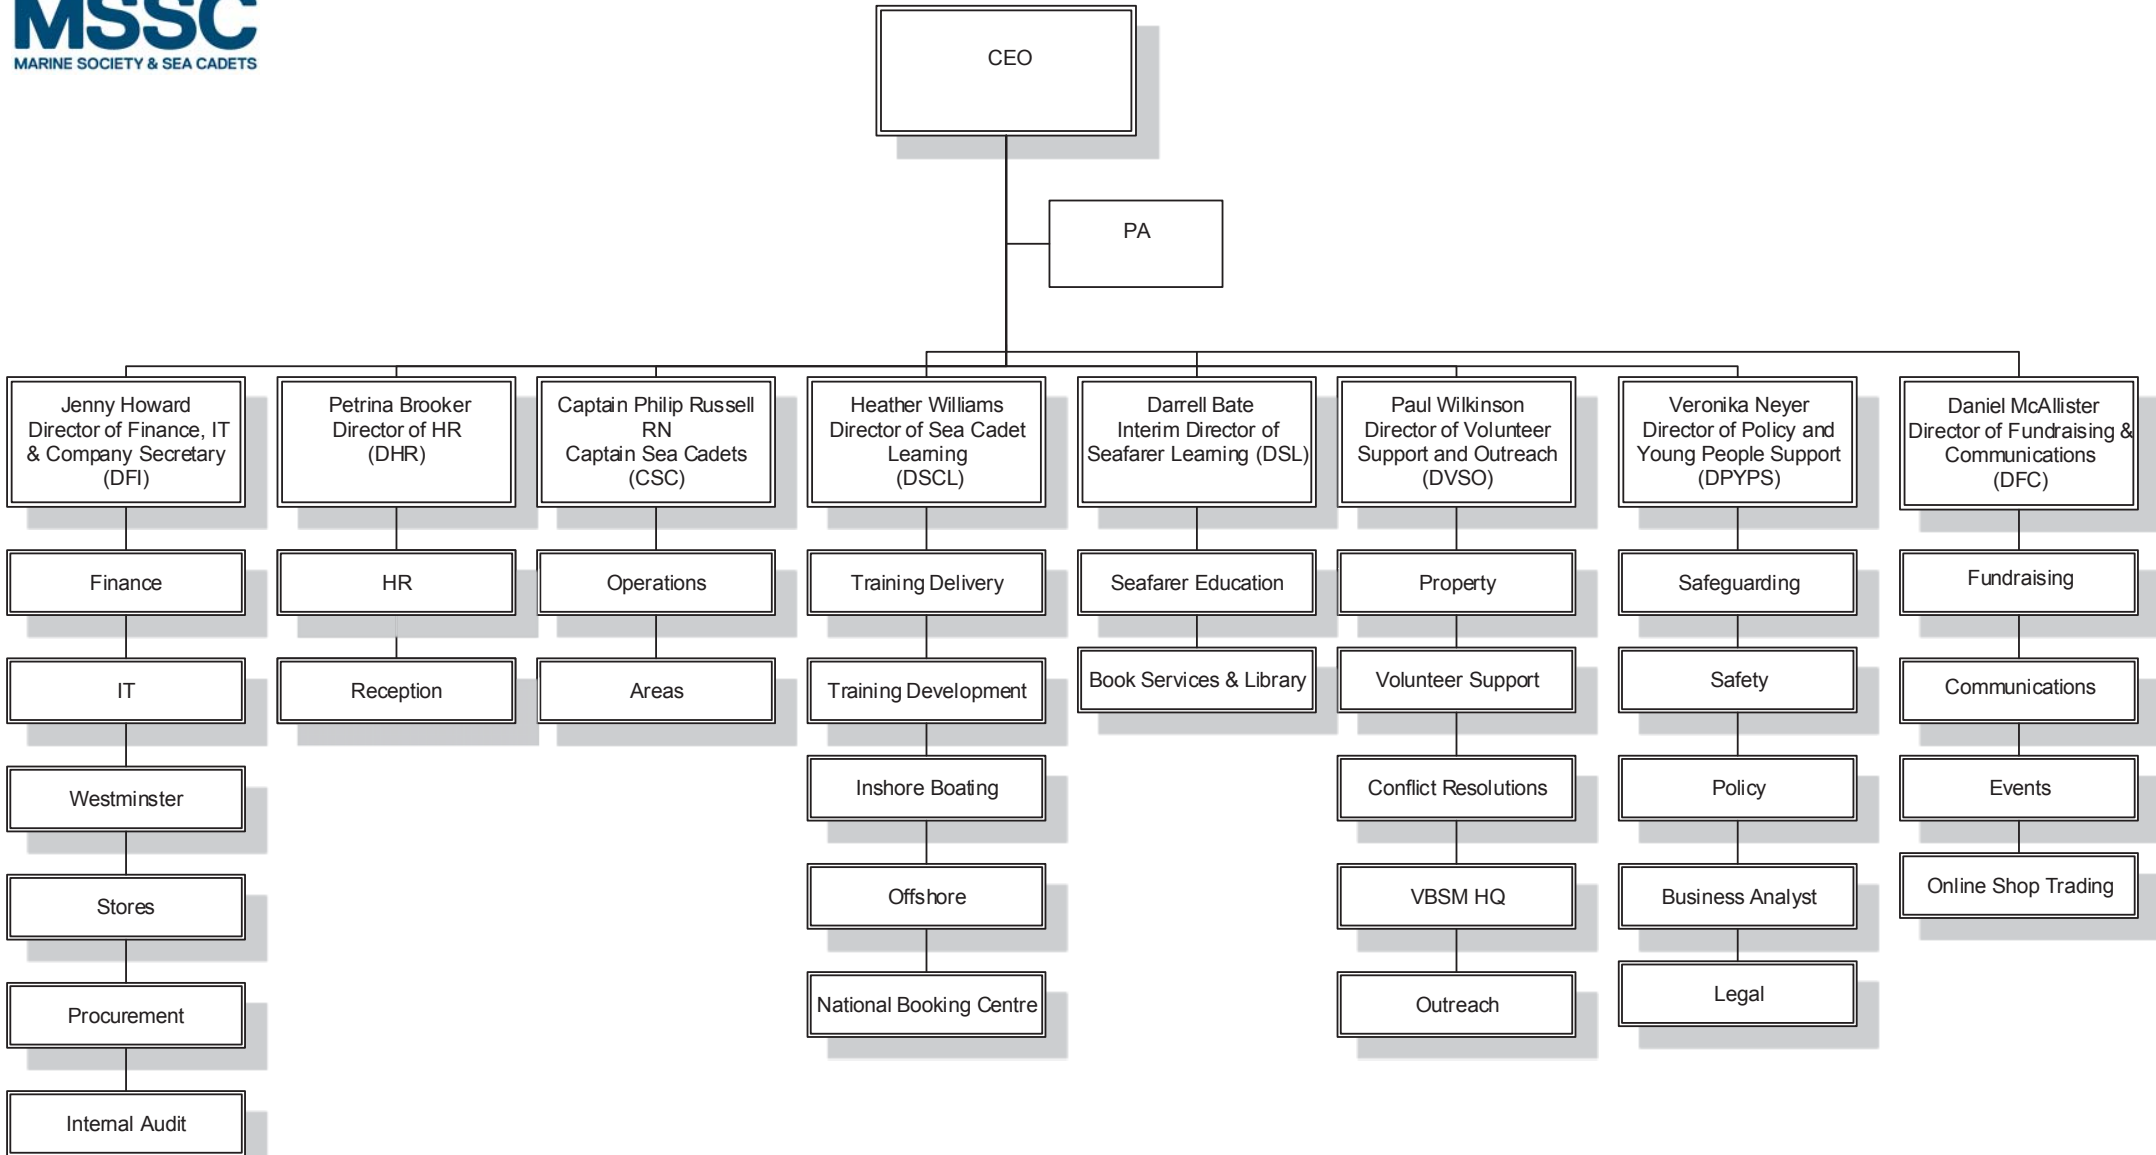 MSSC
MARINE SOCIETY & SEA CADETS
CEO
PA
Jenny Howard
Director of Finance, IT
& Company Secretary
(DFI)
Finance
IT
Westminster
Stores
Procurement
Internal Audit
Petrina Brooker
Director of HR
(DHR)
HR
Reception
Captain Philip Russell
RN
Captain Sea Cadets
(CSC)
Operations
Areas
Heather Williams
Director of Sea Cadet
Learning
(DSCL)
Training Delivery
Training Development
Inshore Boating
Offshore
National Booking Centre
Darrell Bate
Interim Director of
Seafarer Learning (DSL)
Seafarer Education
Book Services & Library
Paul Wilkinson
Director of Volunteer
Support and Outreach
(DVSO)
Property
Volunteer Support
Conflict Resolutions
VBSM HQ
Outreach
Veronika Neyer
Director of Policy and
Young People Support
(DPYPS)
Safeguarding
Safety
Policy
Business Analyst
Legal
Daniel McAllister
Director of Fundraising &
Communications
(DFC)
Fundraising
Communications
Events
Online Shop Trading